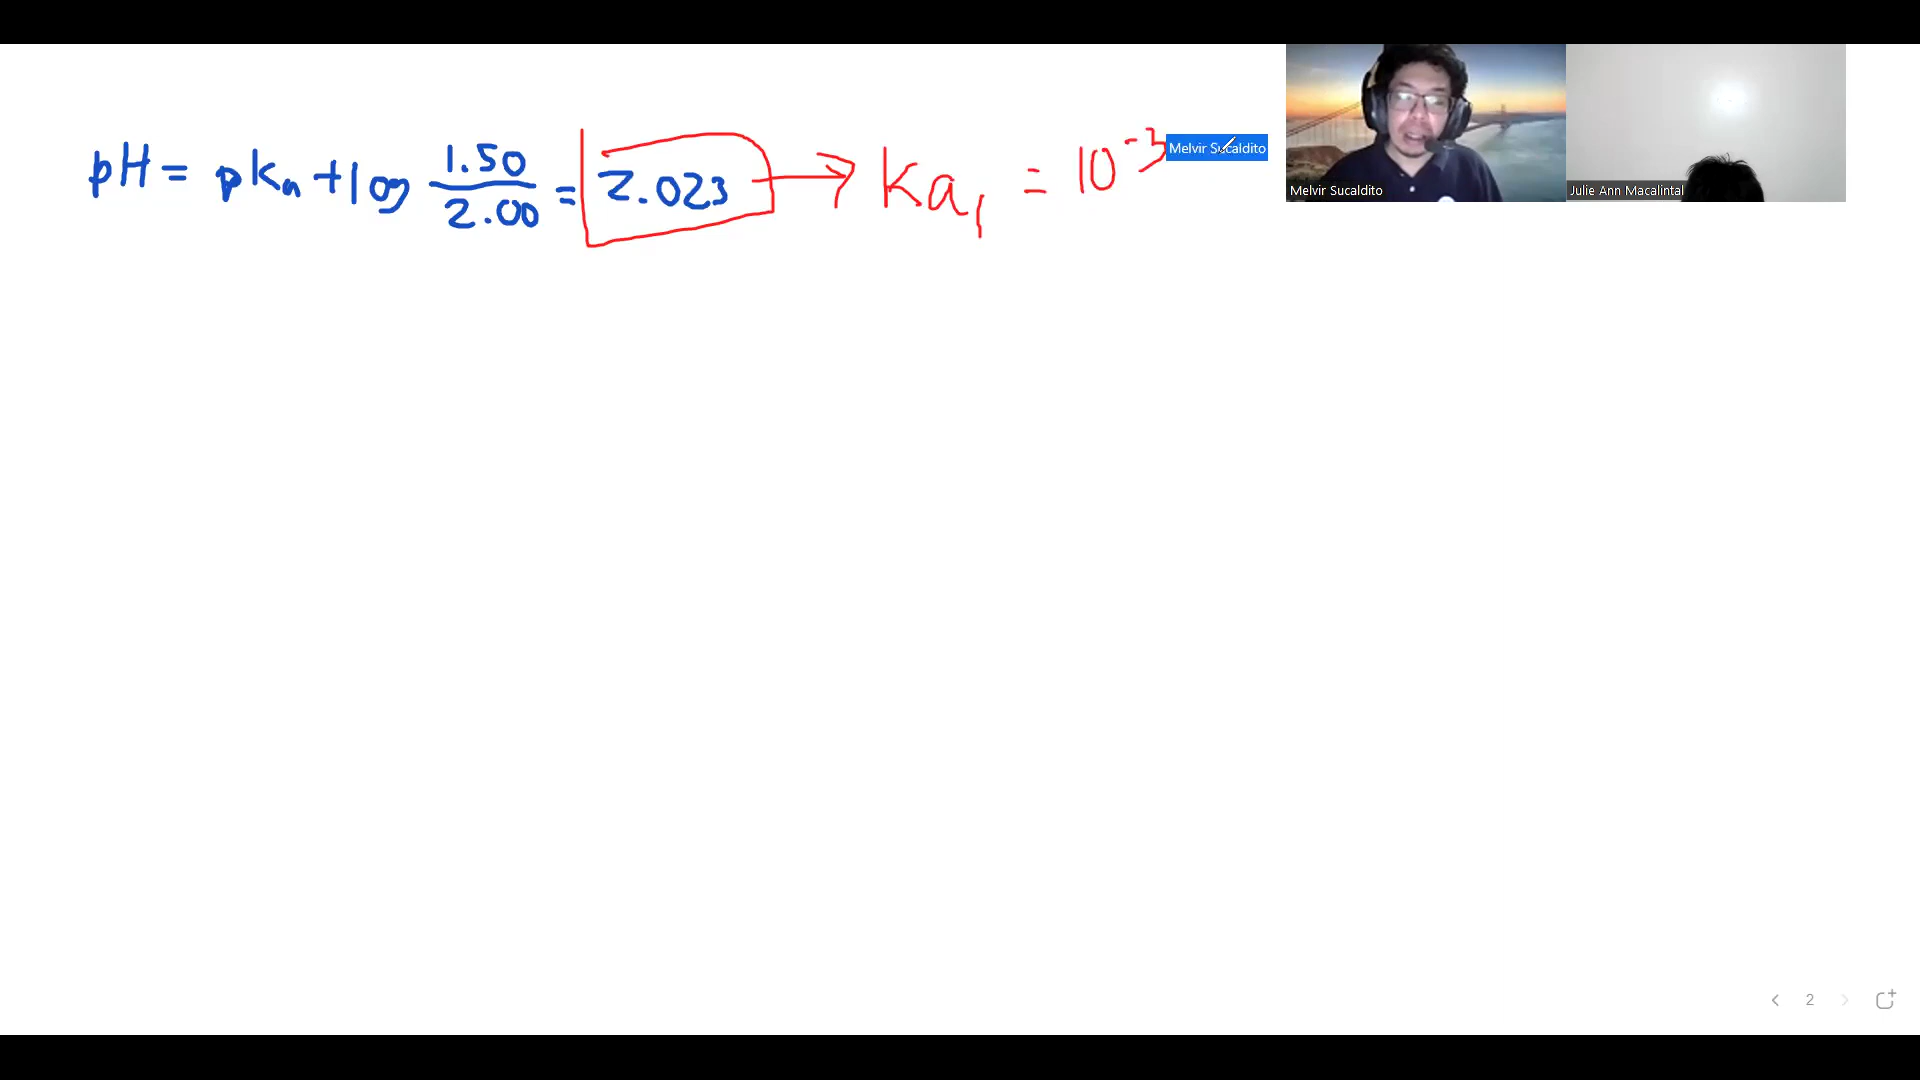 pH = pKa + log 1.50/2.00 = 2.023 → Ka₁ = 10⁻³
Melvir Sucaldito
Melvir Sucaldito
Julie Ann Macalintal
2